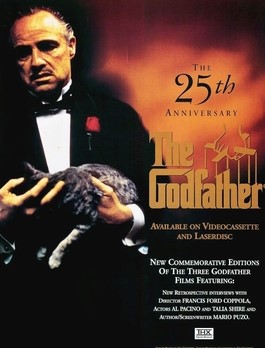 THE
25th
ANNIVERSARY
The
Godfather
AVAILABLE ON VIDEOCASSETTE
AND LASERDISC
NEW COMMEMORATIVE EDITIONS
OF THE THREE GODFATHER
FILMS FEATURING:
NEW RETROSPECTIVE INTERVIEWS WITH
DIRECTOR FRANCIS FORD COPPOLA,
ACTORS AL PACINO AND TALIA SHIRE AND
AUTHOR/SCREENWRITER MARIO PUZO.
THX